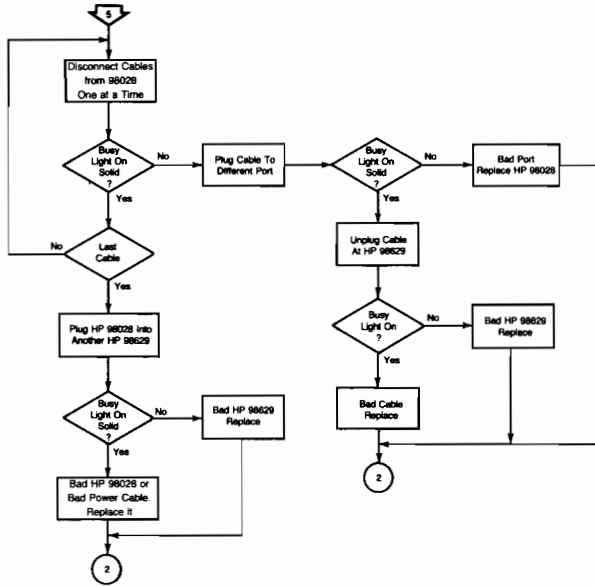 5
Disconnect Cables
from 98028
One at a Time
Busy
Light On
Solid
?
No
Yes
Plug Cable To
Different Port
Busy
Light On
Solid
?
No
Yes
Bad Port
Replace HP 98028
No
Last
Cable
Yes
Unplug Cable
At HP 98629
Plug HP 98028 Into
Another HP 98629
Busy
Light On
?
No
Yes
Bad HP 98629
Replace
Busy
Light On
Solid
?
No
Yes
Bad HP 98629
Replace
Bad Cable
Replace
Bad HP 98028 or
Bad Power Cable.
Replace it
2
2